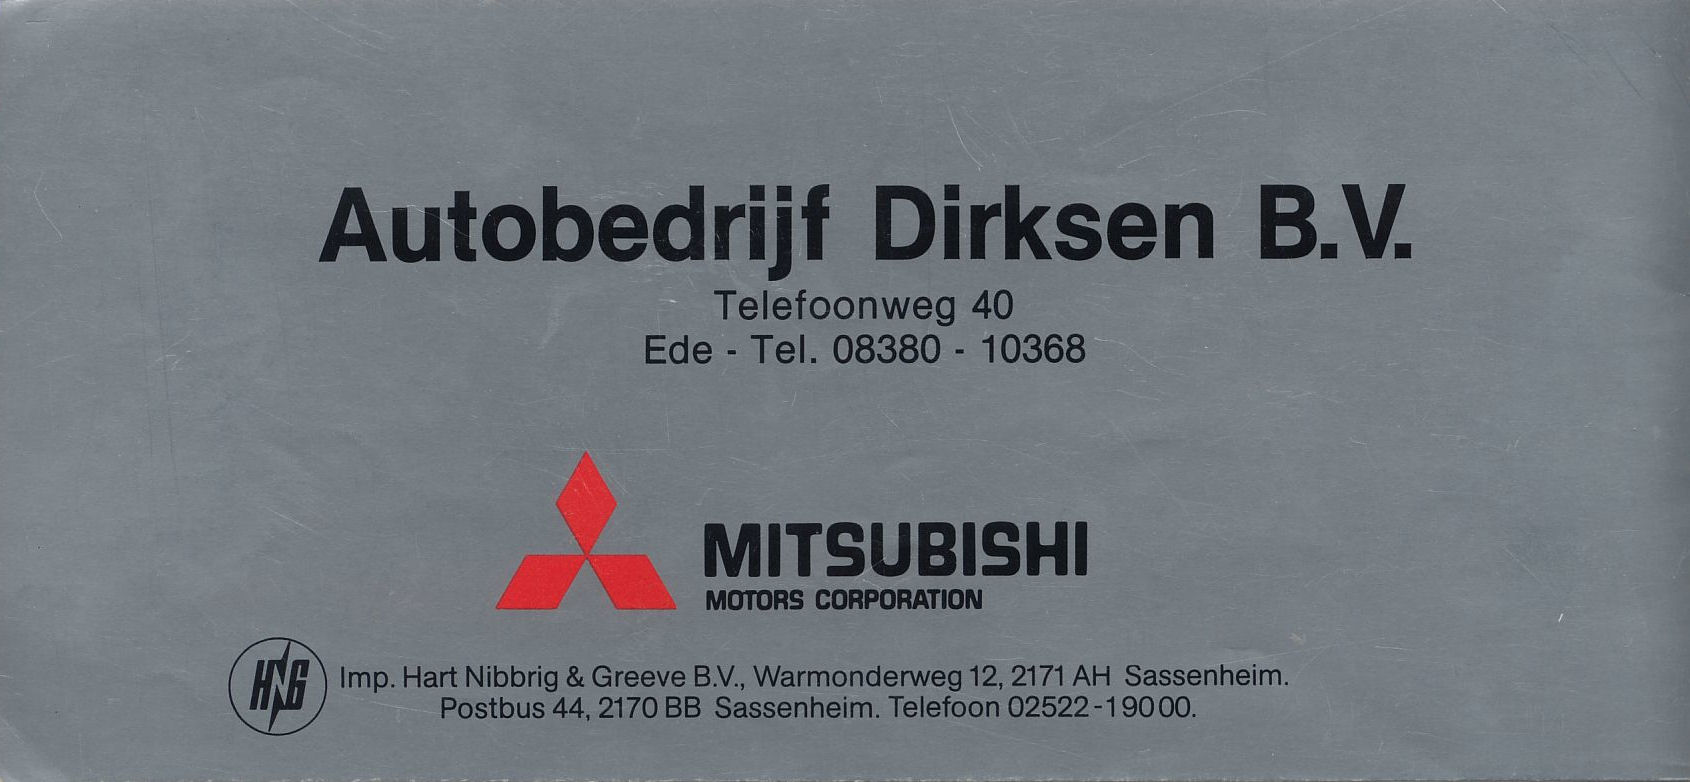 Autobedrijf Dirksen B.V.
Telefoonweg 40
Ede - Tel. 08380 - 10368
MITSUBISHI
MOTORS CORPORATION
HNG
Imp. Hart Nibbrig & Greeve B.V., Warmonderweg 12, 2171 AH Sassenheim.
Postbus 44, 2170 BB Sassenheim. Telefoon 02522-19000.